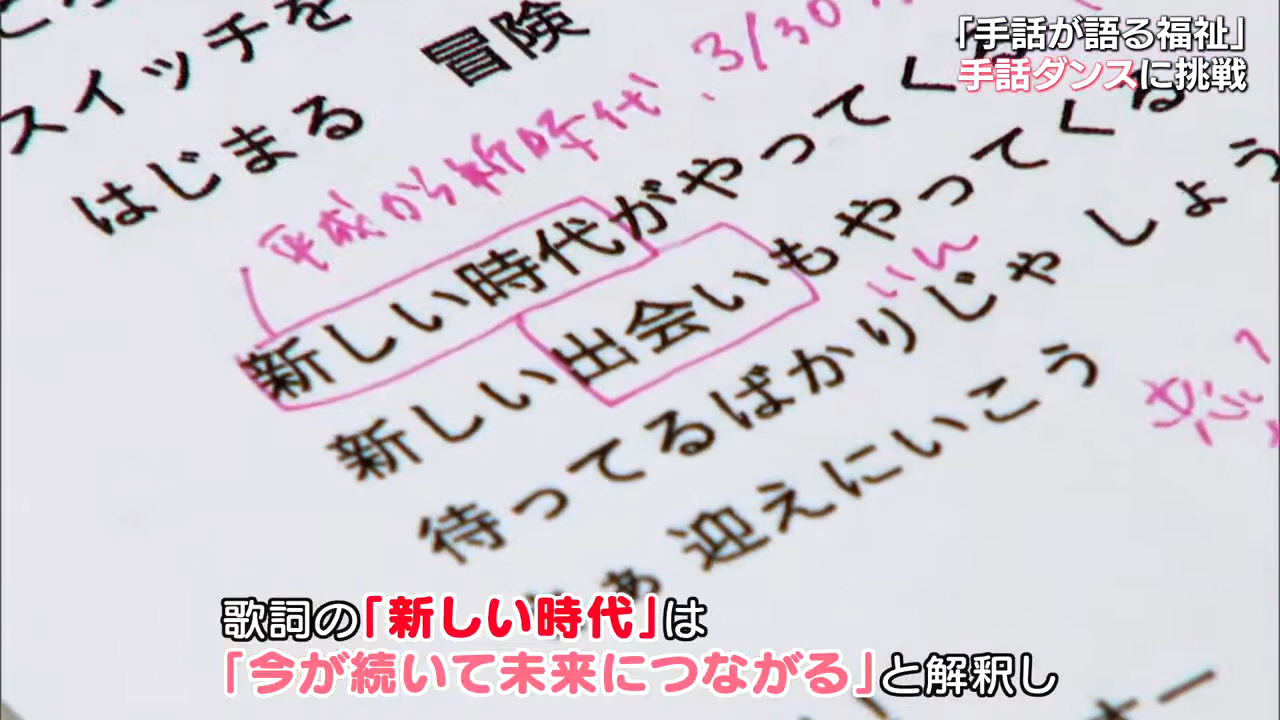 「手話が語る福祉」
手話ダンスに挑戦
スイッチを
はじまる 冒険
平成から新時代 3/30
新しい時代がやってくる
新しい出会いもやってくる
いん
待ってるばかりじゃ しょう
迎えにいこう
歌詞の「新しい時代」は
「今が続いて未来につながる」と解釈し